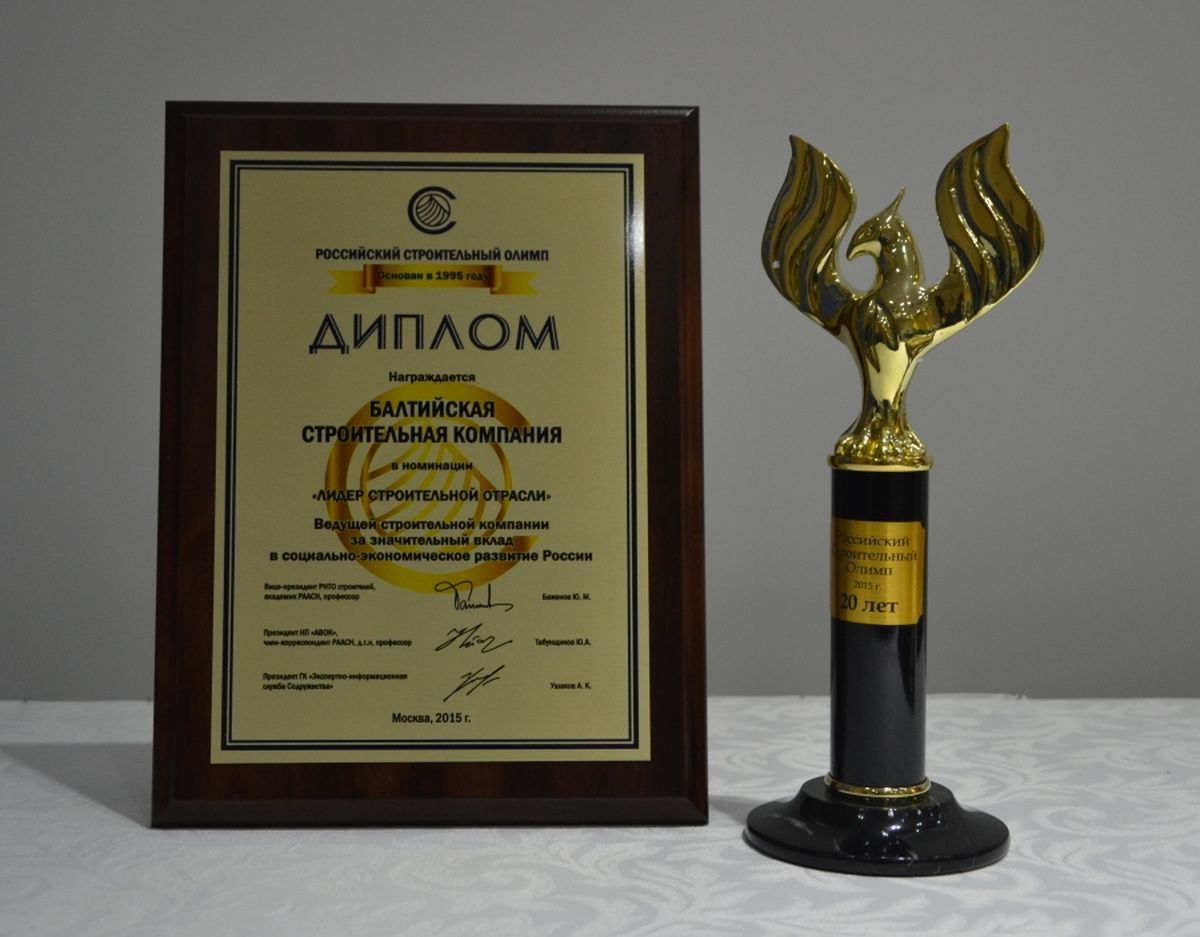 РОССИЙСКИЙ СТРОИТЕЛЬНЫЙ ОЛИМП
Основан в 1995 году
ДИПЛОМ
Награждается
БАЛТИЙСКАЯ
СТРОИТЕЛЬНАЯ КОМПАНИЯ
в номинации
«ЛИДЕР СТРОИТЕЛЬНОЙ ОТРАСЛИ»
Ведущей строительной компании
за значительный вклад
в социально-экономическое развитие России
Вице-президент РНТО строителей,
академик РААСН, профессор
Бажанов Ю. М.
Президент НП «АВОК»,
член-корреспондент РААСН, д.т.н, профессор
Табунщиков Ю.А.
Президент ГК «Экспертно-информационная
служба Содружества»
Ушаков А. К.
Москва, 2015 г.
Российский
Строительный
Олимп
2015 г.
20 лет